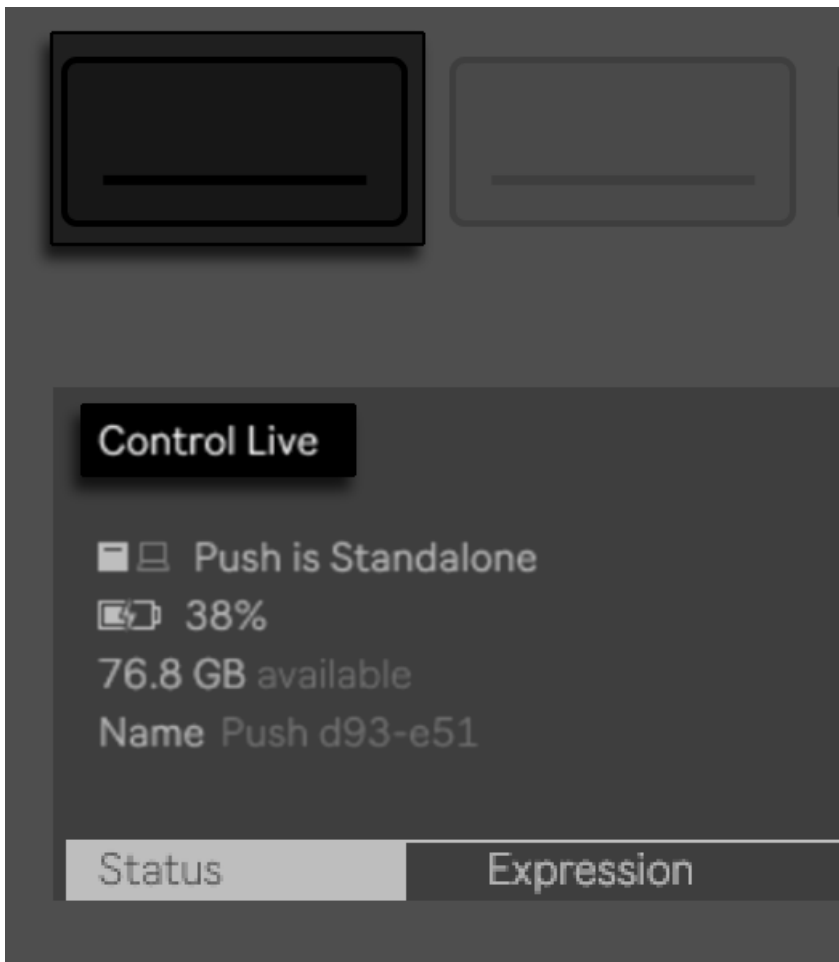 Control Live
Push is Standalone
38%
76.8 GB available
Name Push d93-e51
Status Expression